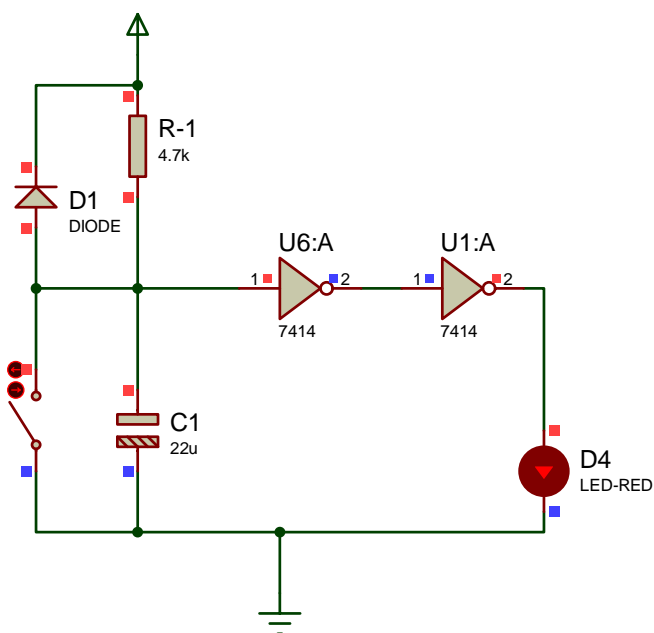 R-1
4.7k
D1
DIODE
U6:A
1 2
7414
U1:A
1 2
7414
C1
22u
D4
LED-RED